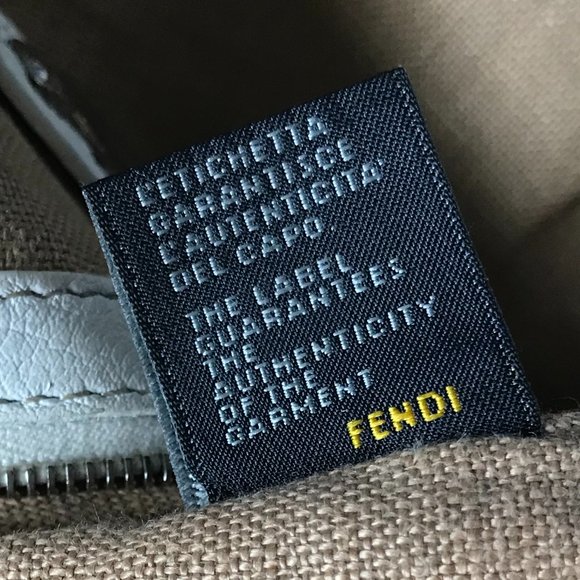 L'ETICHETTA
GARANTISCE
L'AUTENTICITA'
DEL CAPO
THE LABEL
GUARANTEES
THE
AUTHENTICITY
OF THE
GARMENT
FENDI